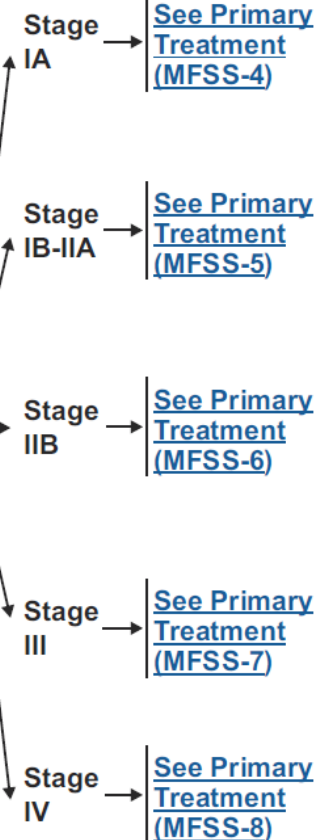 Stage
IA
See Primary
Treatment
(MFSS-4)
Stage
IB-IIA
See Primary
Treatment
(MFSS-5)
Stage
IIB
See Primary
Treatment
(MFSS-6)
Stage
III
See Primary
Treatment
(MFSS-7)
Stage
IV
See Primary
Treatment
(MFSS-8)